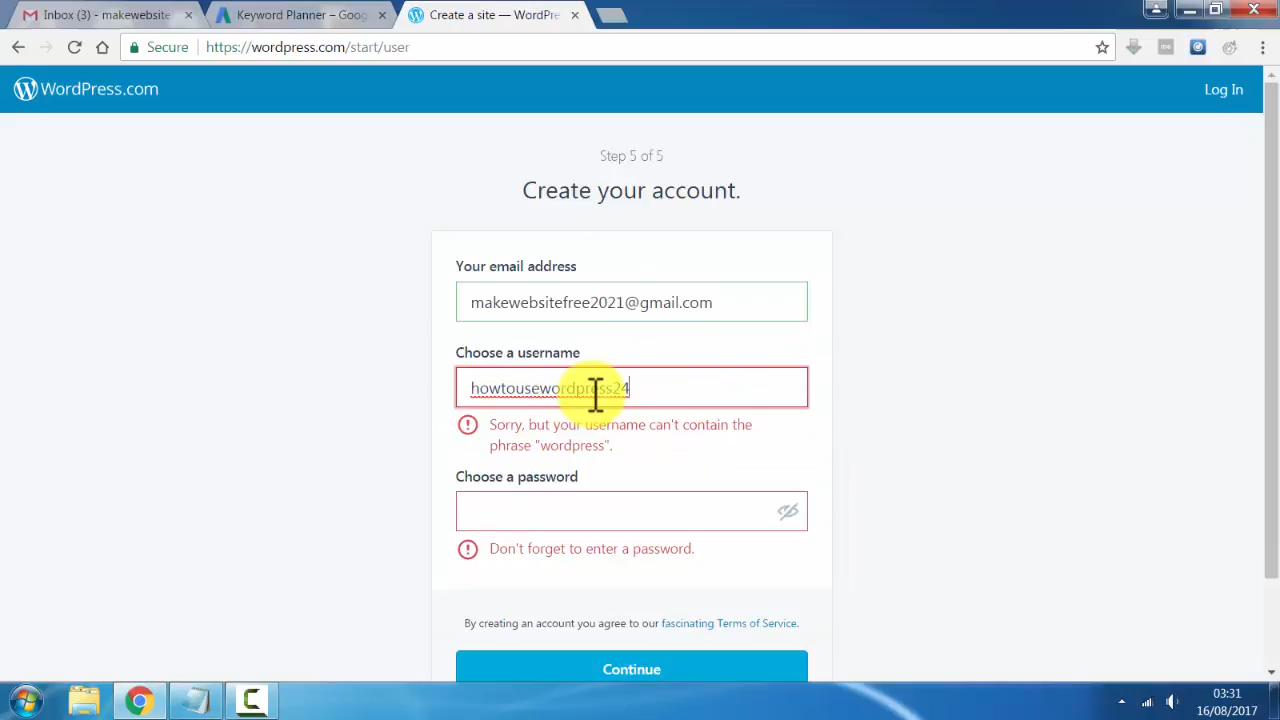 Inbox (3) - makewebsite
Keyword Planner – Goog
Create a site — WordPre
Secure https://wordpress.com/start/user
WordPress.com
Log In
Step 5 of 5
Create your account.
Your email address
makewebsitefree2021@gmail.com
Choose a username
howtousewordpress24
Sorry, but your username can't contain the
phrase "wordpress".
Choose a password
Don't forget to enter a password.
By creating an account you agree to our fascinating Terms of Service.
Continue
03:31
16/08/2017